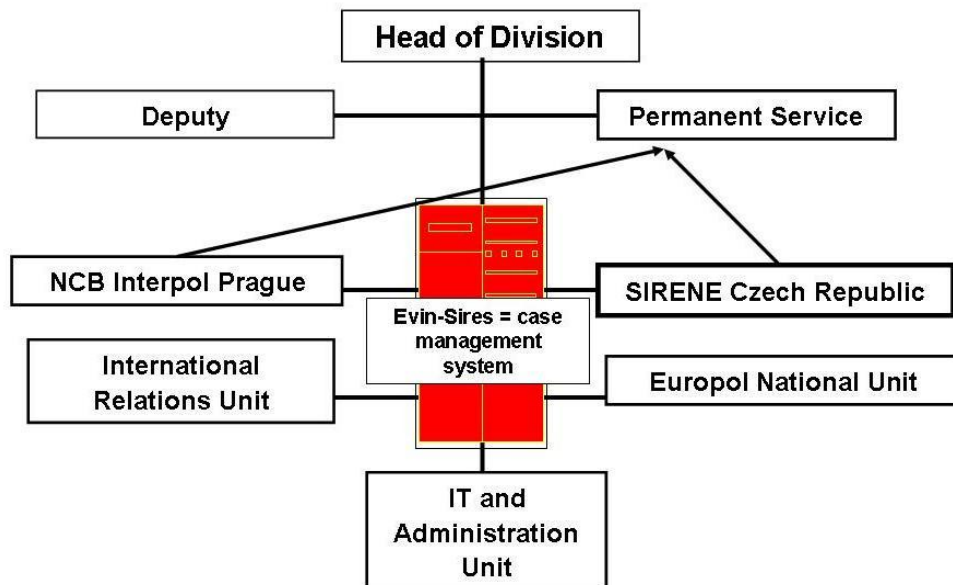 Head of Division
Deputy
Permanent Service
NCB Interpol Prague
SIRENE Czech Republic
Evin-Sires = case
management
system
International
Relations Unit
Europol National Unit
IT and
Administration
Unit